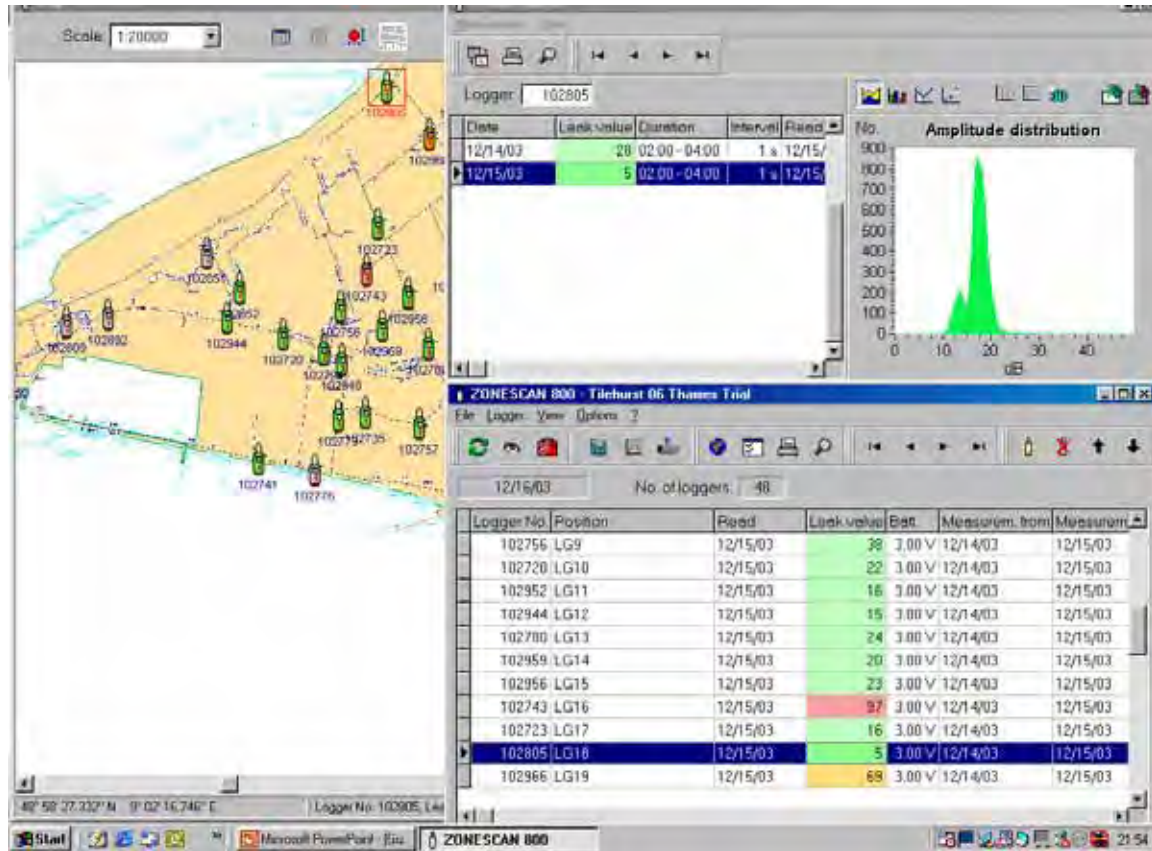 Scale 1:20000
102805
102723
102743
102944
102720
102892
102757
102741
102776
Logger No. 102805,
Logger 102805
Date Leak value Duration Interval Read
12/14/03 28 02:00 - 04:00 1 s 12/15/
12/15/03 5 02:00 - 04:00 1 s 12/15/
Amplitude distribution
No.
900
800
700
600
500
400
300
200
100
0
0 10 20 30 40
dB
ZONESCAN 800 - Tilehurst 06 Thames Trial
File Logger View Options ?
12/16/03 No. of loggers: 48
Logger No. Position Read Leak value Batt. Measurem. from Measurem
102756 LG9 12/15/03 38 3.00 V 12/14/03 12/15/03
102720 LG10 12/15/03 22 3.00 V 12/14/03 12/15/03
102952 LG11 12/15/03 16 3.00 V 12/14/03 12/15/03
102944 LG12 12/15/03 15 3.00 V 12/14/03 12/15/03
102780 LG13 12/15/03 24 3.00 V 12/14/03 12/15/03
102959 LG14 12/15/03 20 3.00 V 12/14/03 12/15/03
102956 LG15 12/15/03 23 3.00 V 12/14/03 12/15/03
102743 LG16 12/15/03 97 3.00 V 12/14/03 12/15/03
102723 LG17 12/15/03 16 3.00 V 12/14/03 12/15/03
102805 LG18 12/15/03 5 3.00 V 12/14/03 12/15/03
102966 LG19 12/15/03 69 3.00 V 12/14/03 12/15/03
Start Microsoft PowerPoint ZONESCAN 800 21:54